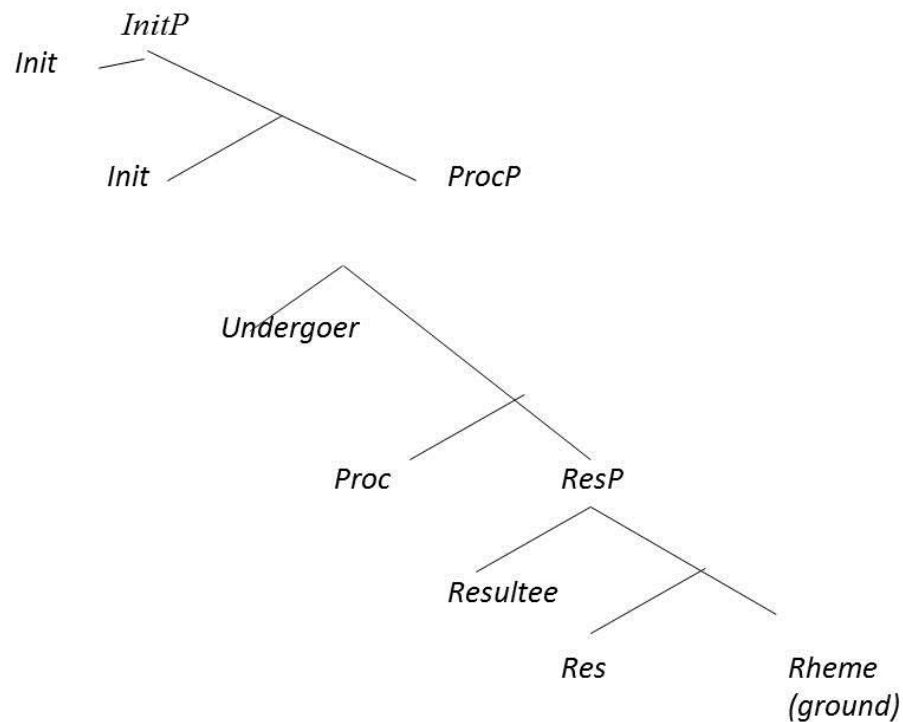 InitP
Init
Init
ProcP
Undergoer
Proc
ResP
Resultee
Res
Rheme
(ground)